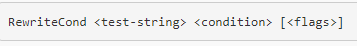 RewriteCond <test-string> <condition> [<flags>]